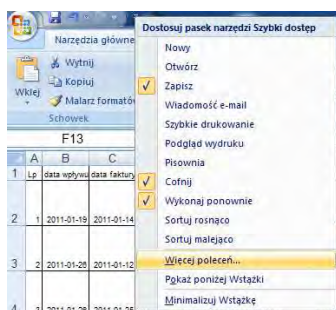 Dostosuj pasek narzędzi Szybki dostęp
Narzędzia główne
Nowy
Wytnij
Otwórz
Kopiuj
Zapisz
Wklej
Malarz formatów
Wiadomość e-mail
Schowek
Szybkie drukowanie
Podgląd wydruku
F13
Pisownia
A B C
Cofnij
1 Lp data wpływu data faktury
Wykonaj ponownie
Sortuj rosnąco
2 1 2011-01-19 2011-01-14
Sortuj malejąco
Więcej poleceń...
3 2 2011-01-26 2011-01-12
Pokaż poniżej Wstążki
Minimalizuj Wstążkę